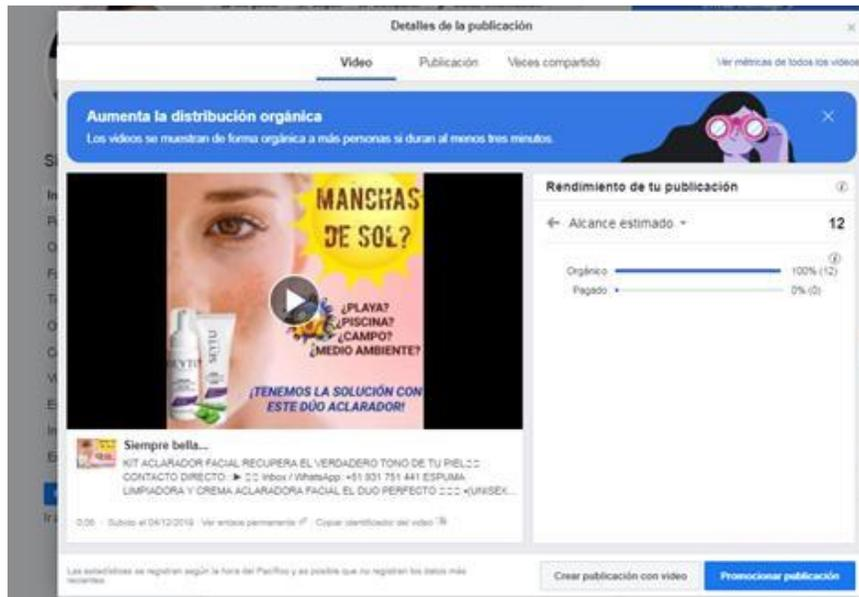 Detalles de la publicación
Video Publicación Veces compartido Ver métricas de todos los videos
Aumenta la distribución orgánica
Los videos se muestran de forma orgánica a más personas si duran al menos tres minutos.
MANCHAS
DE SOL?
¿PLAYA?
¿PISCINA?
¿CAMPO?
¿MEDIO AMBIENTE?
SEYTU
SEYTU
¡TENEMOS LA SOLUCIÓN CON
ESTE DÚO ACLARADOR!
Rendimiento de tu publicación
Alcance estimado 12
Orgánico 100% (12)
Pagado 0% (0)
Siempre bella...
KIT ACLARADOR FACIAL RECUPERA EL VERDADERO TONO DE TU PIEL
CONTACTO DIRECTO Inbox / WhatsApp: +51 931 751 441 ESPUMA
LIMPIADORA Y CREMA ACLARADORA FACIAL EL DUO PERFECTO •(UNISEX...
0:06 · Subido el 04/12/2019 · Ver enlace permanente Copiar identificador del video
Las estadísticas se registran según la hora del Pacífico y es posible que no registren los datos más
recientes.
Crear publicación con video Promocionar publicación